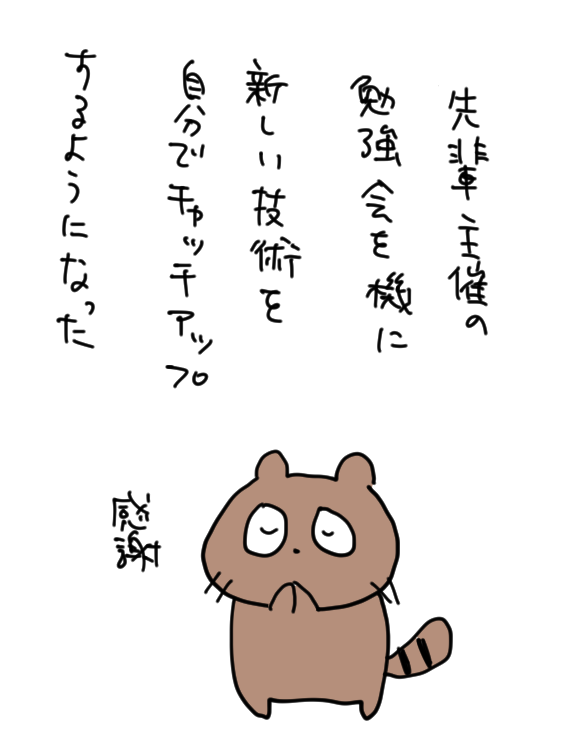 先輩主催の
勉強会を機に
新しい技術を
自分でチャッチアップ
するようになった
感謝